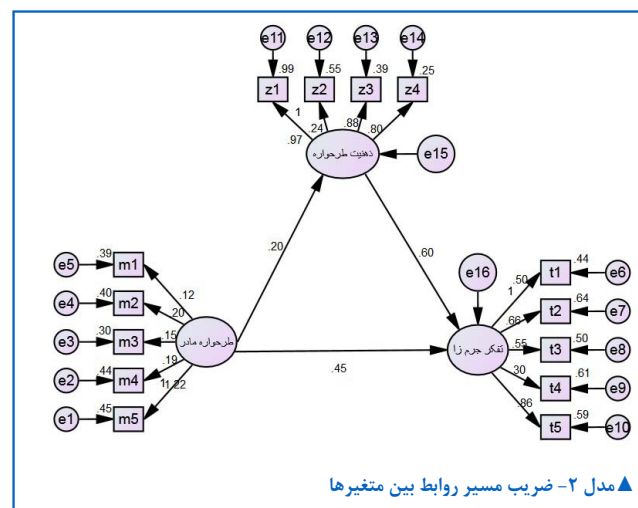 e11 e12 e13 e14
.99 .55 .39 .25
z1 z2 z3 z4
1 .24 .88 .80
.97
ذهنیت طرحواره
e15
.20
.60
e16
e5 .39 m1
.12
e4 .40 m2
.20
e3 .30 m3
.15
طرحواره مادر
e2 .44 m4
.19
e1 .45 m5
.45
تفکر جرم زا
.50 t1 .44 e6
1
.66 t2 .64 e7
.55 t3 .50 e8
.30 t4 .61 e9
.86 t5 .59 e10
▲مدل ۲- ضریب مسیر روابط بین متغیرها